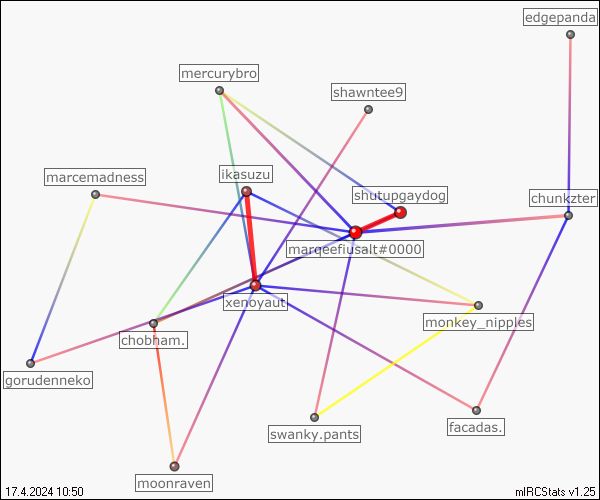 edgepanda
mercurybro
shawntee9
marcemadness
ikasuzu
shutupgaydog
chunkzter
marqeefiusalt#0000
xenoyaut
monkey_nipples
chobham.
gorudenneko
swanky.pants
facadas.
moonraven
17.4.2024 10:50
mIRCStats v1.25